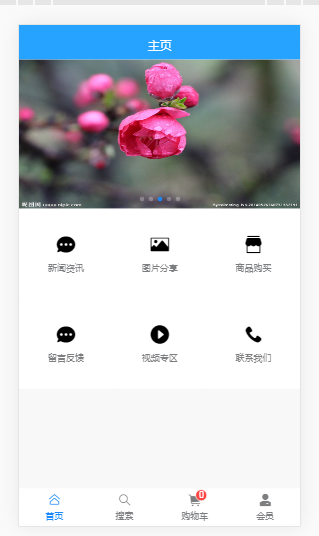 主页
昵图网 www.nipic.com
新闻资讯
图片分享
商品购买
留言反馈
视频专区
联系我们
0
首页
搜索
购物车
会员